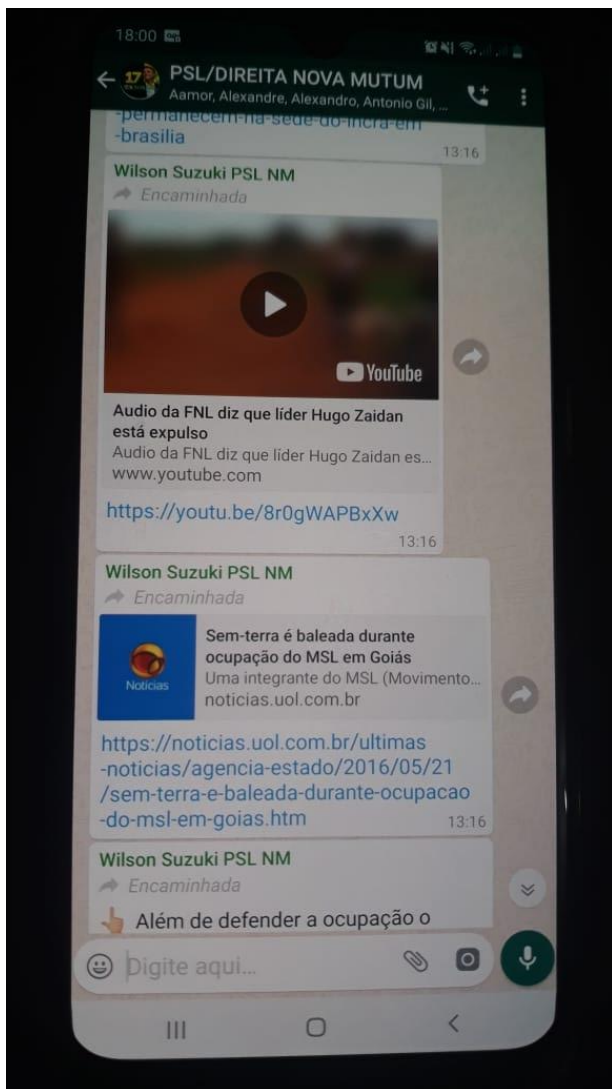 18:00
PSL/DIREITA NOVA MUTUM
Aamor, Alexandre, Alexandro, Antonio Gil, ...
17
-permanecem-na-sede-do-incra-em
-brasilia
13:16
Wilson Suzuki PSL NM
Encaminhada
YouTube
Audio da FNL diz que líder Hugo Zaidan
está expulso
Audio da FNL diz que líder Hugo Zaidan es...
www.youtube.com
https://youtu.be/8r0gWAPBxXw
13:16
Wilson Suzuki PSL NM
Encaminhada
Notícias
Sem-terra é baleada durante
ocupação do MSL em Goiás
Uma integrante do MSL (Movimento...
noticias.uol.com.br
https://noticias.uol.com.br/ultimas
-noticias/agencia-estado/2016/05/21
/sem-terra-e-baleada-durante-ocupacao
-do-msl-em-goias.htm
13:16
Wilson Suzuki PSL NM
Encaminhada
Além de defender a ocupação o
Digite aqui...